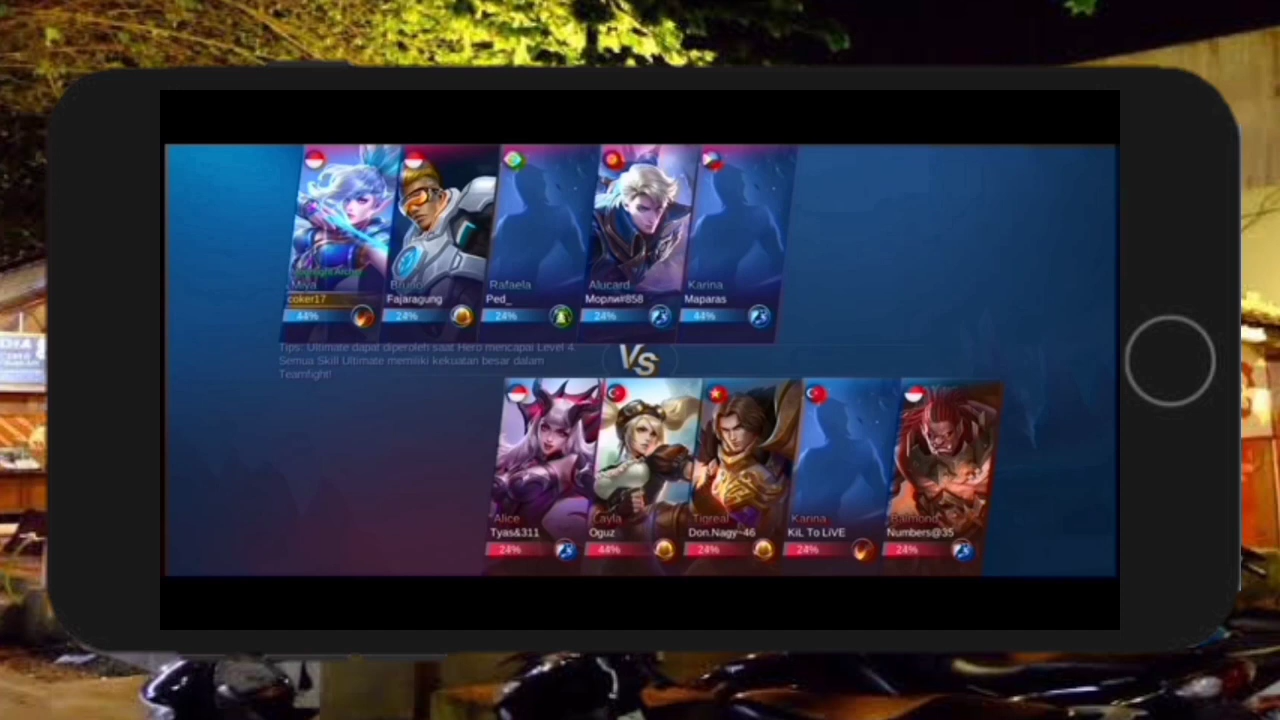 Moonlight Archer
Miya
coker17
44%
Bruno
Fajaragung
24%
Rafaela
Ped_
24%
Alucard
Морли#858
24%
Karina
Maparas
44%
Tips: Ultimate dapat diperoleh saat Hero mencapai Level 4.
Semua Skill Ultimate memiliki kekuatan besar dalam
Teamfight!
VS
Alice
Tyas&311
24%
Layla
Oguz
44%
Tigreal
Don.Nagy~46
24%
Karina
KiL To LiVE
24%
Balmond
Numbers@35
24%